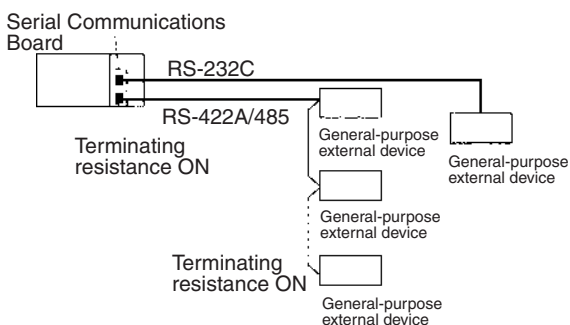 Serial Communications
Board
RS-232C
RS-422A/485
Terminating
resistance ON
General-purpose
external device
General-purpose
external device
General-purpose
external device
Terminating
resistance ON
General-purpose
external device